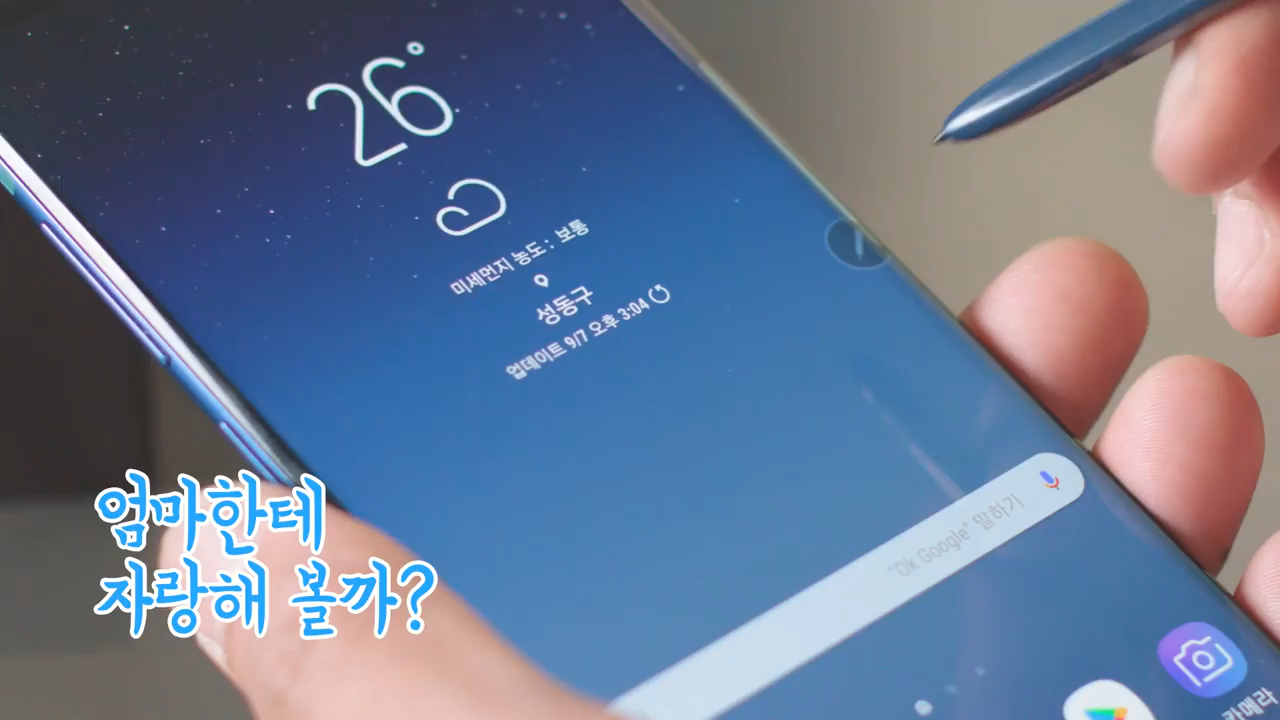 26°
미세먼지 농도 : 보통
성동구
업데이트 9/7 오후 3:04
엄마한테
자랑해 볼까?
"Ok Google" 말하기
카메라